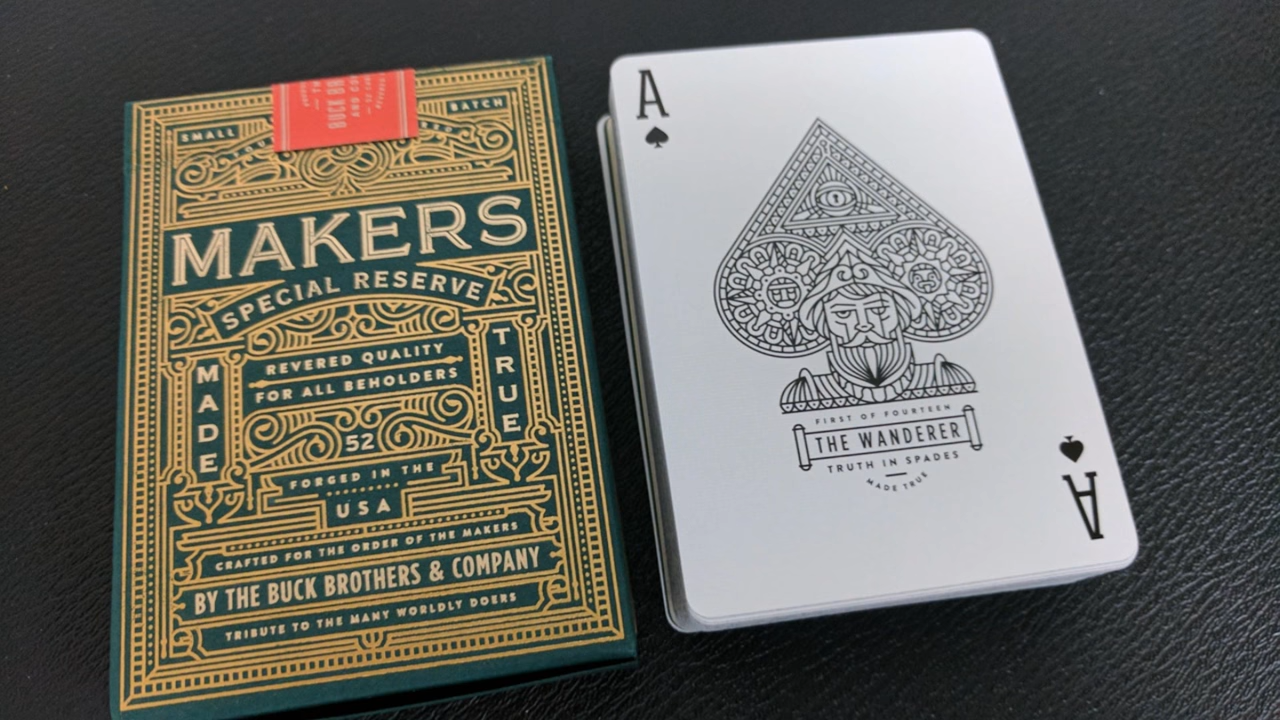 SMALL
BATCH
MAKERS
SPECIAL RESERVE
MADE
TRUE
REVERED QUALITY
FOR ALL BEHOLDERS
52
FORGED IN THE
USA
CRAFTED FOR THE ORDER OF THE MAKERS
BY THE BUCK BROTHERS & COMPANY
TRIBUTE TO THE MANY WORLDLY DOERS
A
FIRST OF FOURTEEN
THE WANDERER
TRUTH IN SPADES
MADE TRUE
A